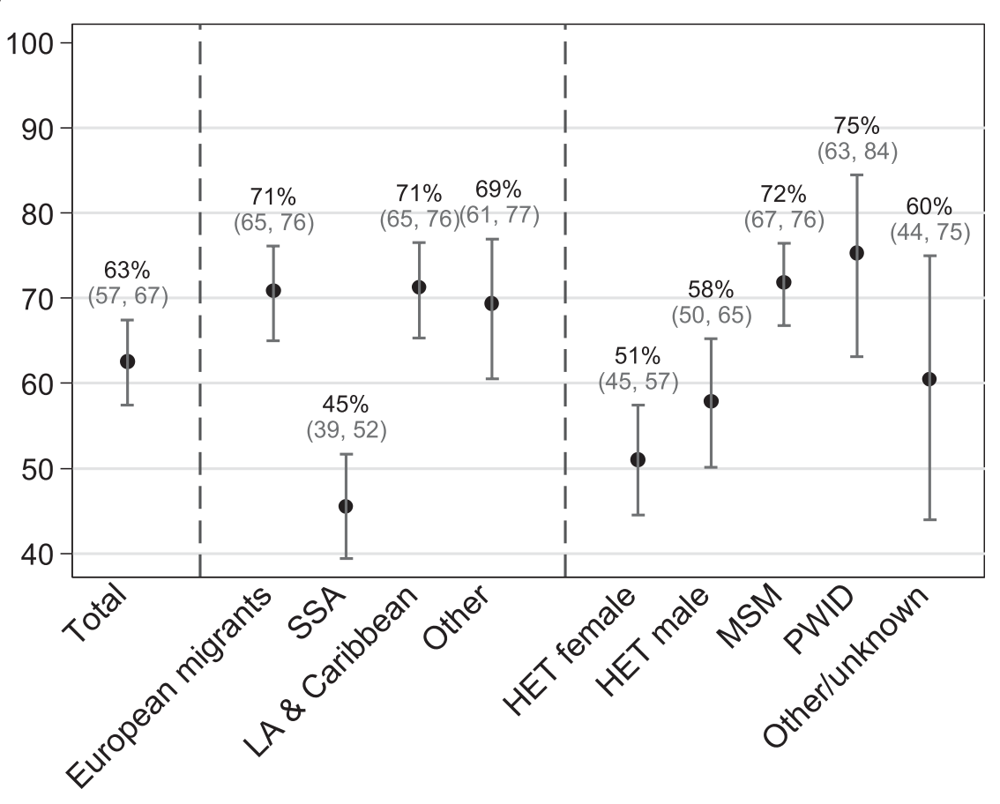 100
90
80
70
60
50
40
63%
(57, 67)
71%
(65, 76)
45%
(39, 52)
71%
(65, 76)
69%
(61, 77)
51%
(45, 57)
58%
(50, 65)
72%
(67, 76)
75%
(63, 84)
60%
(44, 75)
Total
European migrants
SSA
LA & Caribbean
Other
HET female
HET male
MSM
PWID
Other/unknown